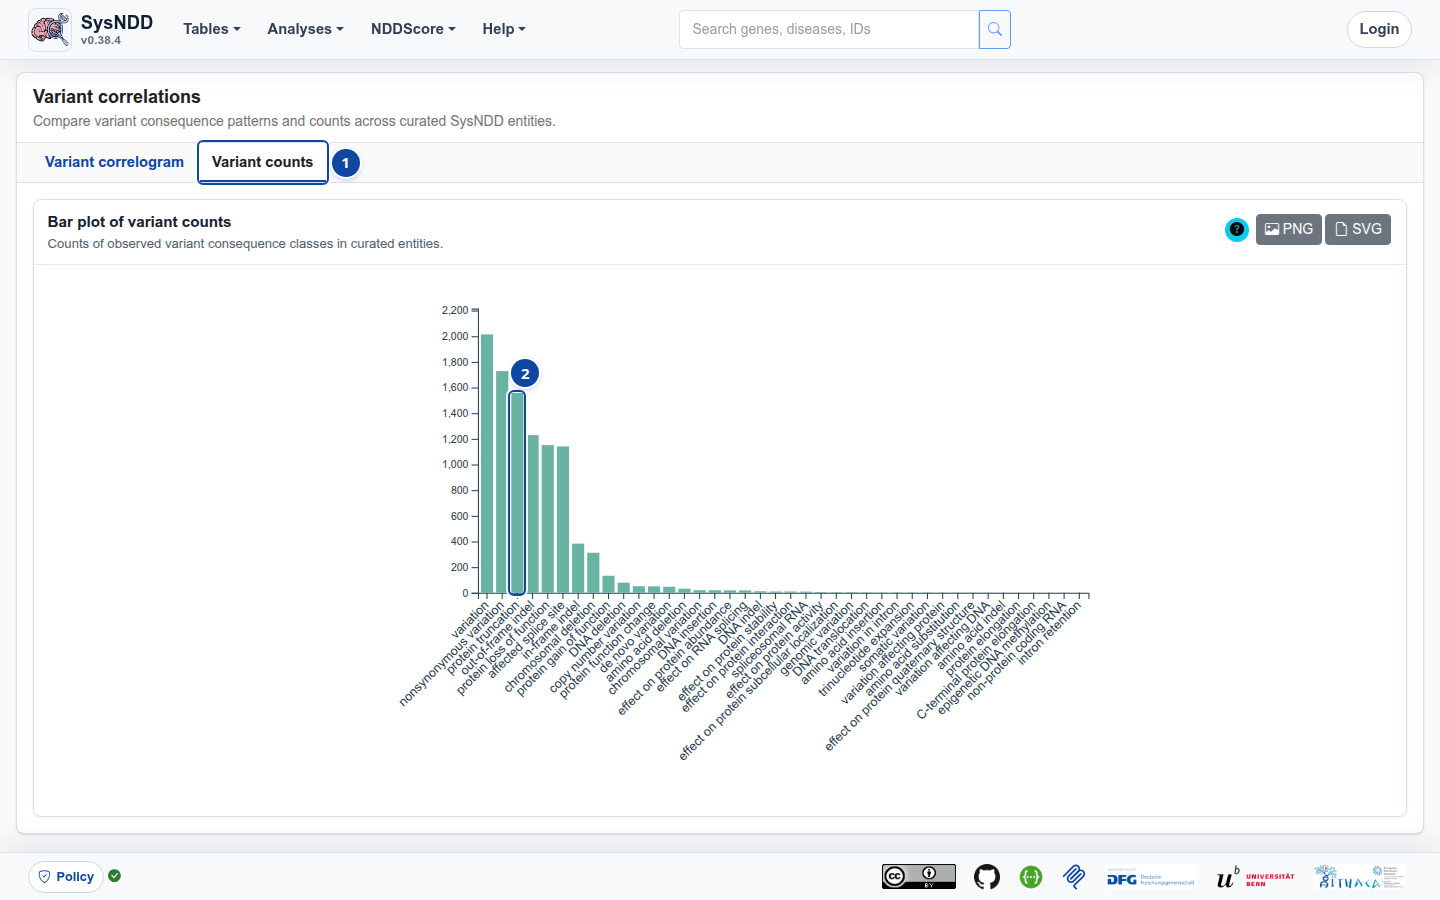 SysNDD
v0.38.4
Tables
Analyses
NDDScore
Help
Search genes, diseases, IDs
Login
Variant correlations
Compare variant consequence patterns and counts across curated SysNDD entities.
Variant correlogram
Variant counts
1
Bar plot of variant counts
Counts of observed variant consequence classes in curated entities.
?
PNG
SVG
2,200
2,000
1,800
1,600
1,400
1,200
1,000
800
600
400
200
0
2
variation
nonsynonymous variation
protein truncation
out-of-frame indel
protein loss of function
affected splice site
in-frame indel
chromosomal deletion
protein gain of function
DNA deletion
copy number variation
protein function change
de novo variation
amino acid deletion
chromosomal variation
DNA insertion
effect on protein abundance
effect on RNA splicing
DNA indel
effect on protein stability
effect on protein interaction
spliceosomal RNA
effect on protein activity
effect on protein subcellular localization
genomic variation
DNA translocation
amino acid insertion
variation in intron
trinucleotide expansion
somatic variation
variation affecting protein
amino acid substitution
effect on protein quaternary structure
variation affecting DNA
amino acid indel
protein elongation
C-terminal protein elongation
epigenetic DNA methylation
non-protein coding RNA
intron retention
Policy
CC
BY
DFG
Deutsche
Forschungsgemeinschaft
u
b
UNIVERSITÄT
BERN
ITHACA